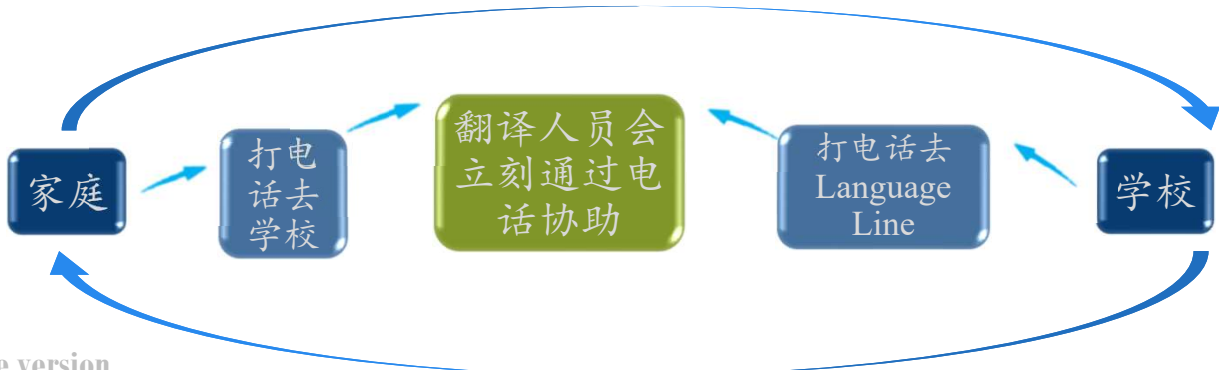 家庭
打电
话去
学校
翻译人员会
立刻通过电
话协助
打电话去
Language
Line
学校
version